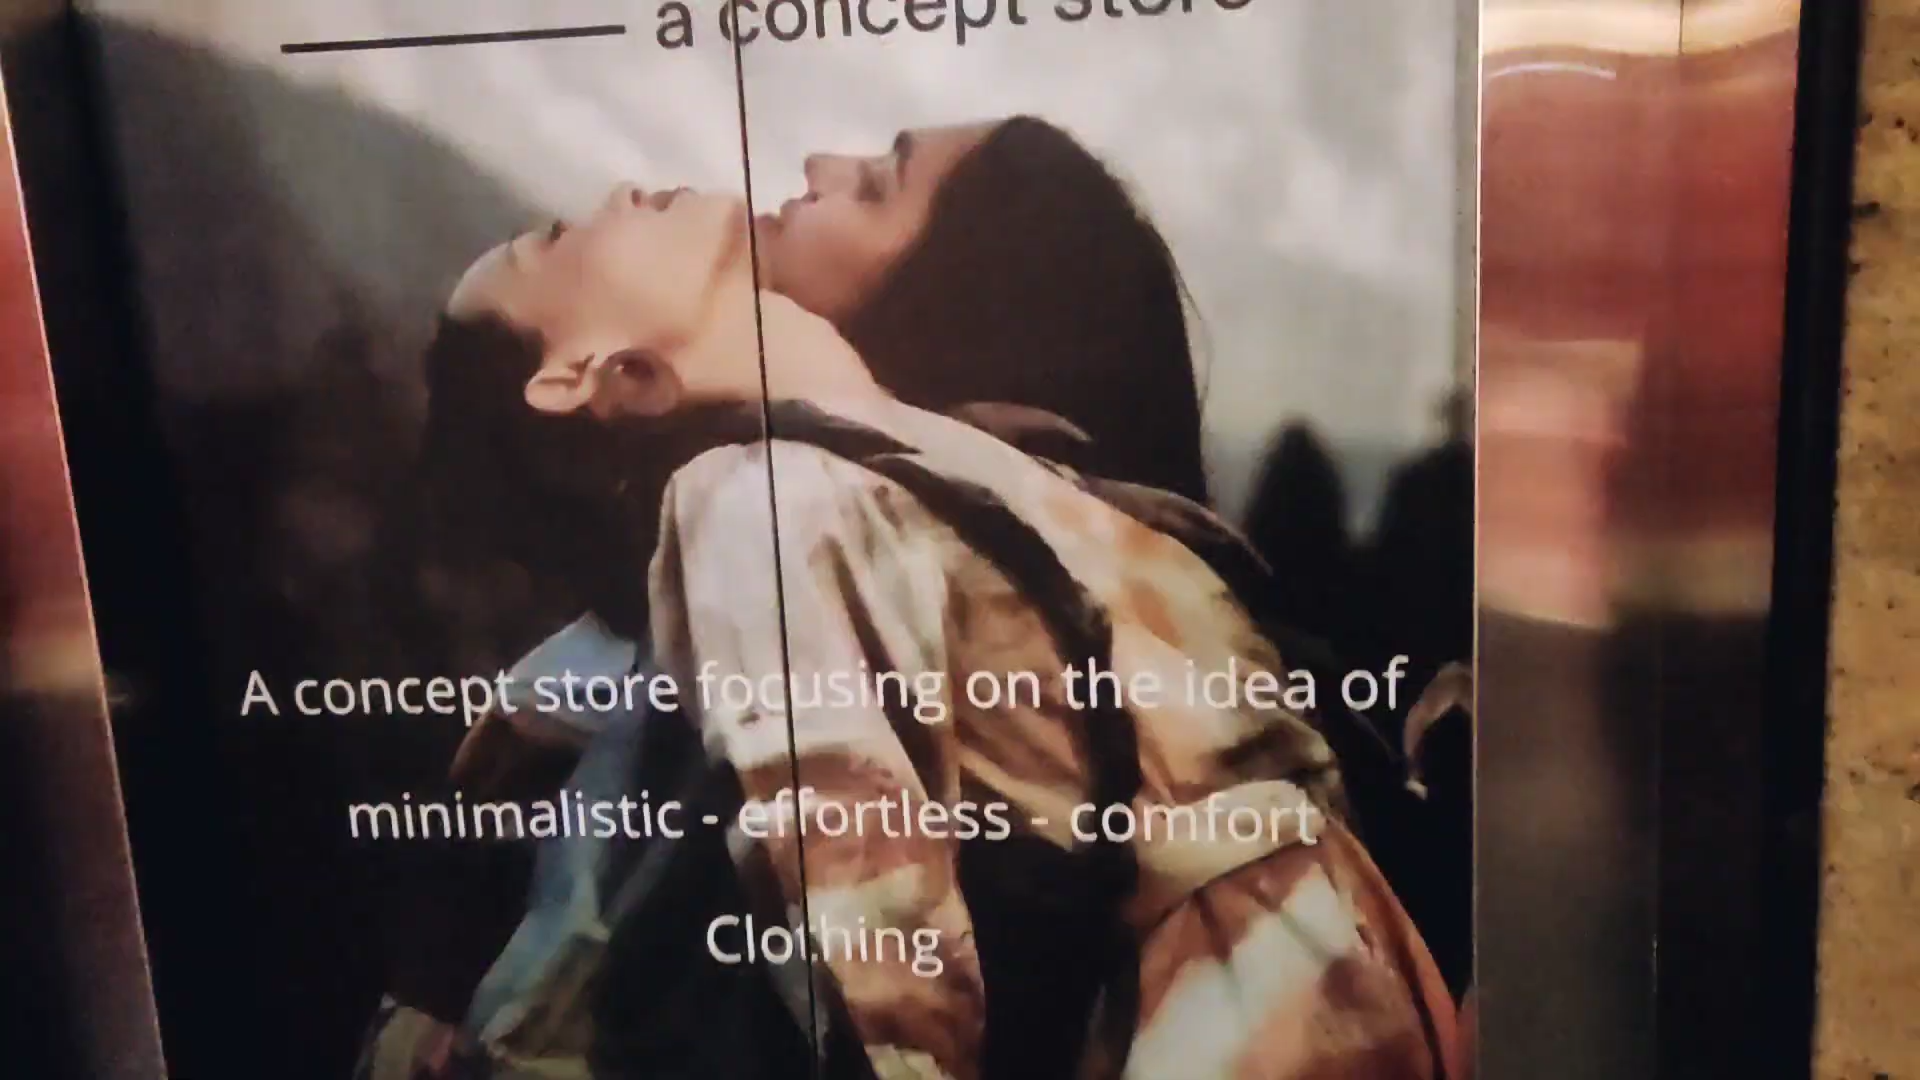 a concept store
A concept store focusing on the idea of
minimalistic - effortless - comfort
Clothing